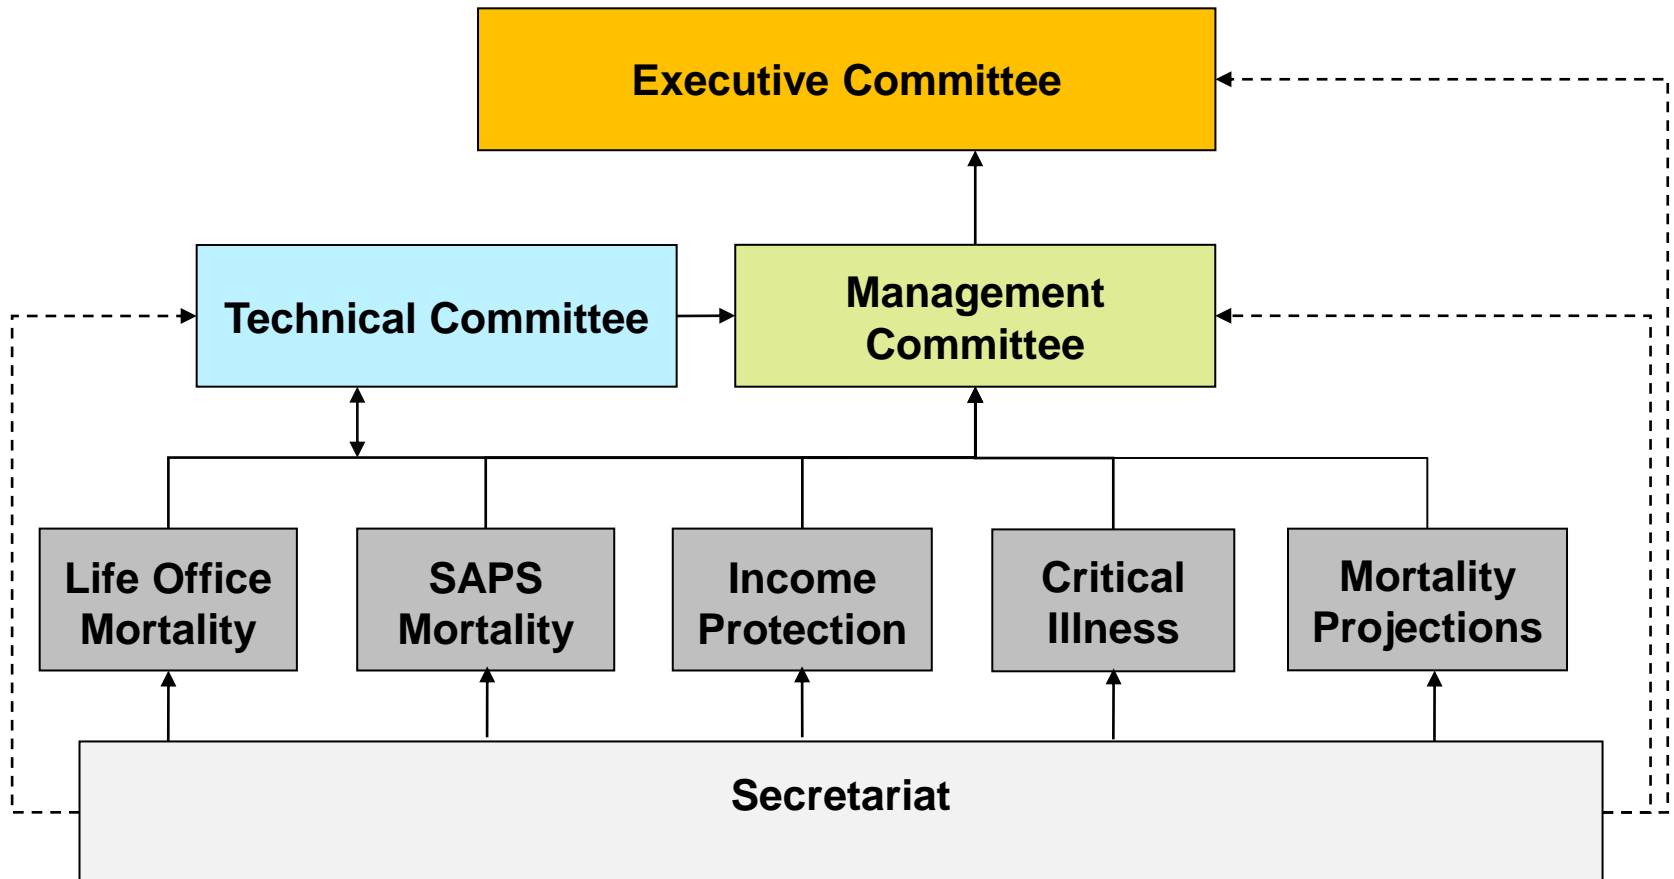 Executive Committee
Technical Committee
Management
Committee
Life Office
Mortality
SAPS
Mortality
Income
Protection
Critical
Illness
Mortality
Projections
Secretariat